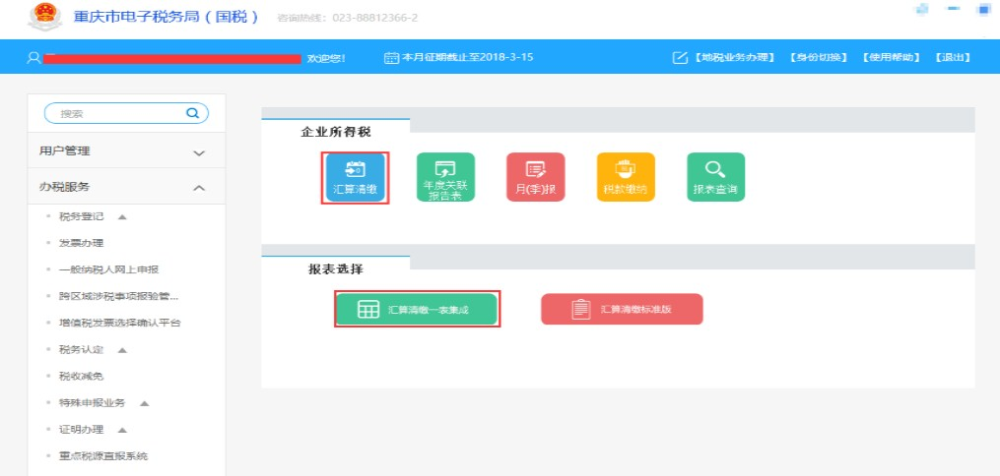 重庆市电子税务局（国税） 咨询热线：023-88812366-2
欢迎您! 本月征期截止至2018-3-15 【地税业务办理】 【身份切换】 【使用帮助】 【退出】
搜索
用户管理
办税服务
税务登记
发票办理
一般纳税人网上申报
跨区域涉税事项报验管...
增值税发票选择确认平台
税务认定
税收减免
特殊申报业务
证明办理
重点税源直报系统
企业所得税
汇算清缴
年度关联
报告表
月(季)报
税款缴纳
报表查询
报表选择
汇算清缴一表集成
汇算清缴标准版